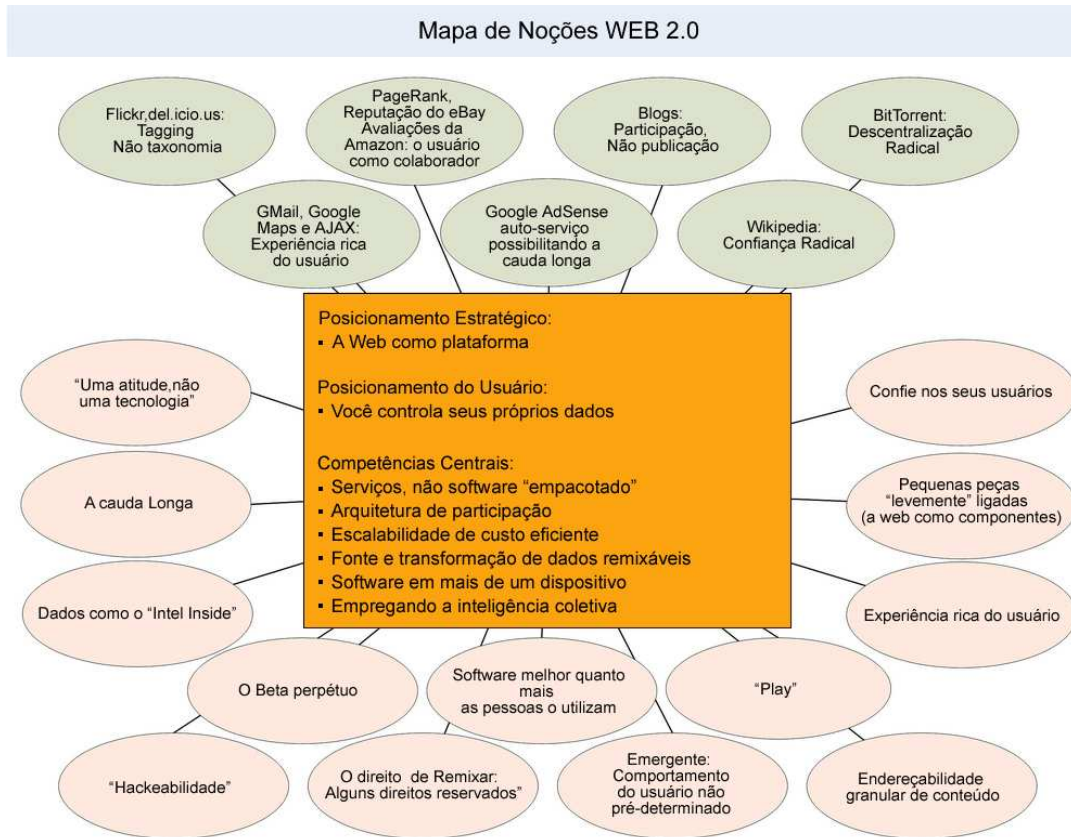 Mapa de Noções WEB 2.0
Flickr,del.icio.us:
Tagging
Não taxonomia
PageRank,
Reputação do eBay
Avaliações da
Amazon: o usuário
como colaborador
Blogs:
Participação,
Não publicação
BitTorrent:
Descentralização
Radical
GMail, Google
Maps e AJAX:
Experiência rica
do usuário
Google AdSense
auto-serviço
possibilitando a
cauda longa
Wikipedia:
Confiança Radical
Posicionamento Estratégico:
▪ A Web como plataforma
Posicionamento do Usuário:
▪ Você controla seus próprios dados
Competências Centrais:
▪ Serviços, não software “empacotado”
▪ Arquitetura de participação
▪ Escalabilidade de custo eficiente
▪ Fonte e transformação de dados remixáveis
▪ Software em mais de um dispositivo
▪ Empregando a inteligência coletiva
“Uma atitude,não
uma tecnologia”
A cauda Longa
Dados como o “Intel Inside”
Confie nos seus usuários
Pequenas peças
“levemente” ligadas
(a web como componentes)
Experiência rica do usuário
O Beta perpétuo
Software melhor quanto
mais
as pessoas o utilizam
“Play”
“Hackeabilidade”
O direito de Remixar:
Alguns direitos reservados”
Emergente:
Comportamento
do usuário não
pré-determinado
Endereçabilidade
granular de conteúdo